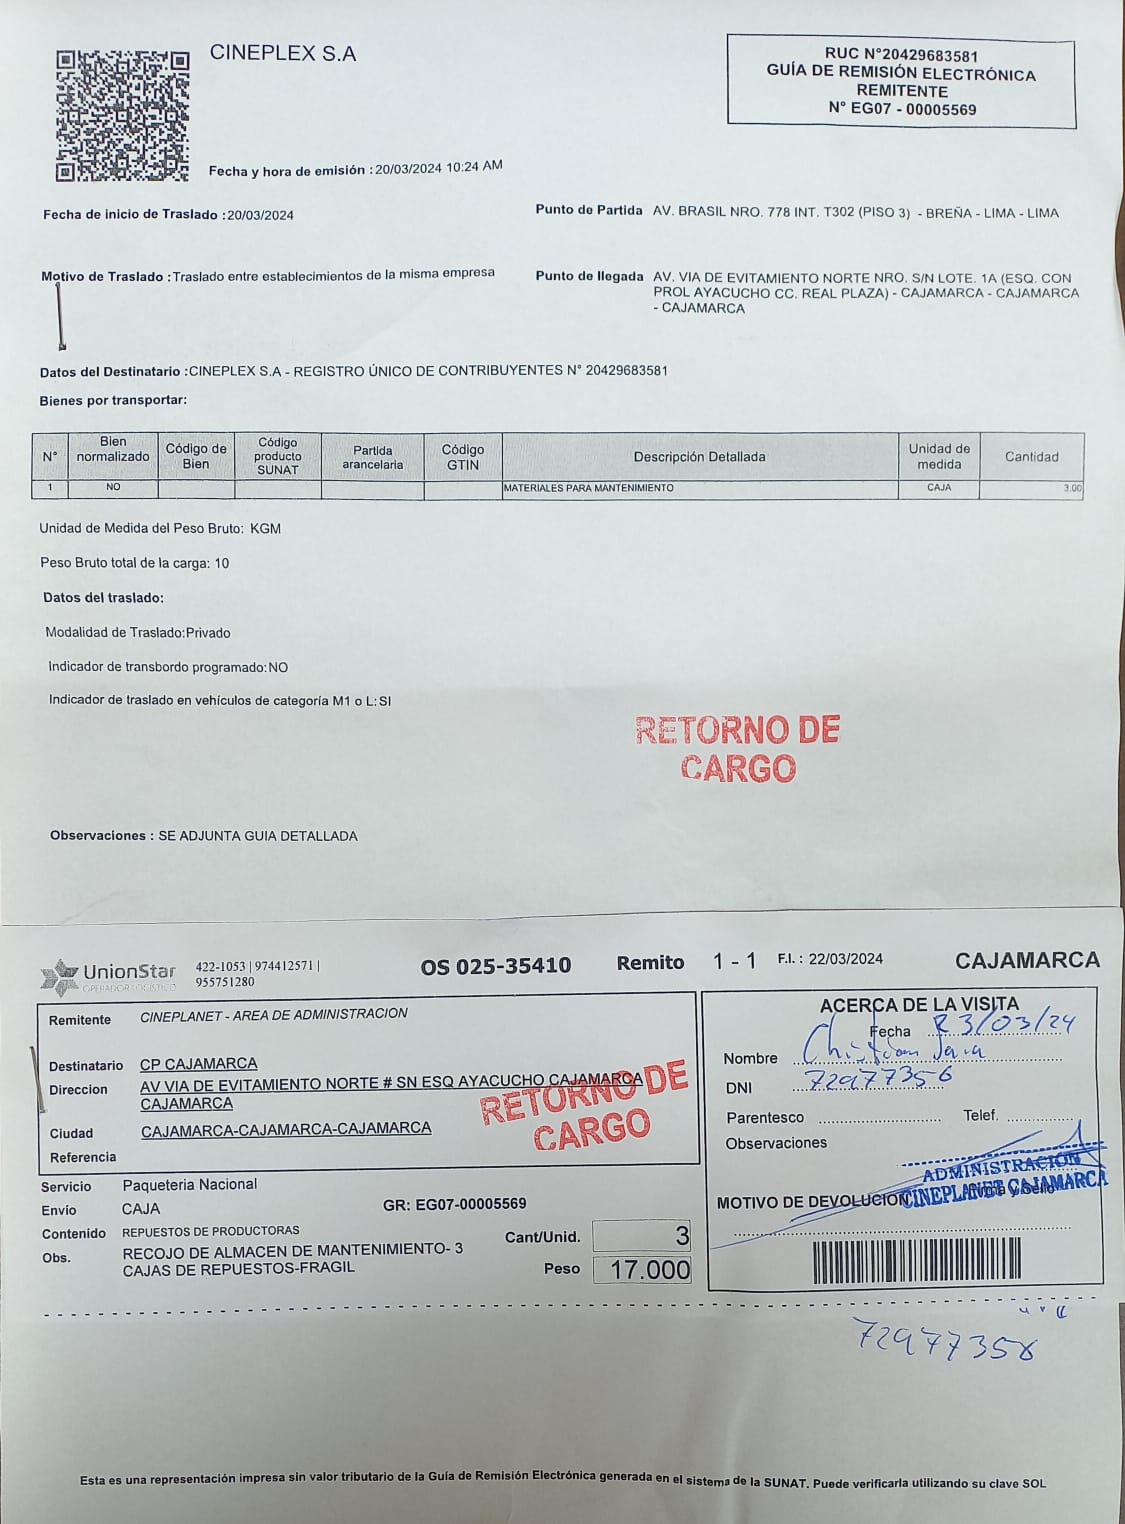 CINEPLEX S.A
RUC N°20429683581
GUÍA DE REMISIÓN ELECTRÓNICA
REMITENTE
N° EG07 - 00005569
Fecha y hora de emisión : 20/03/2024 10:24 AM
Fecha de inicio de Traslado : 20/03/2024
Punto de Partida AV. BRASIL NRO. 778 INT. T302 (PISO 3) - BREÑA - LIMA - LIMA
Motivo de Traslado : Traslado entre establecimientos de la misma empresa
Punto de llegada AV. VIA DE EVITAMIENTO NORTE NRO. S/N LOTE. 1A (ESQ. CON
PROL AYACUCHO CC. REAL PLAZA) - CAJAMARCA - CAJAMARCA
- CAJAMARCA
Datos del Destinatario : CINEPLEX S.A - REGISTRO ÚNICO DE CONTRIBUYENTES N° 20429683581
Bienes por transportar:
N° Bien normalizado Código de Bien Código producto SUNAT Partida arancelaria Código GTIN Descripción Detallada Unidad de medida Cantidad
1 NO MATERIALES PARA MANTENIMIENTO CAJA 3.00
Unidad de Medida del Peso Bruto: KGM
Peso Bruto total de la carga: 10
Datos del traslado:
Modalidad de Traslado:Privado
Indicador de transbordo programado:NO
Indicador de traslado en vehículos de categoría M1 o L:SI
RETORNO DE
CARGO
Observaciones : SE ADJUNTA GUIA DETALLADA
UnionStar
OPERADOR LOGISTICO
422-1053 | 974412571 |
955751280
OS 025-35410 Remito 1 - 1 F.I. : 22/03/2024 CAJAMARCA
Remitente CINEPLANET - AREA DE ADMINISTRACION
Destinatario CP CAJAMARCA
Direccion AV VIA DE EVITAMIENTO NORTE # SN ESQ AYACUCHO CAJAMARCA
CAJAMARCA
Ciudad CAJAMARCA-CAJAMARCA-CAJAMARCA
Referencia
RETORNO DE
CARGO
Servicio Paqueteria Nacional
Envio CAJA GR: EG07-00005569
Contenido REPUESTOS DE PRODUCTORAS
Obs. RECOJO DE ALMACEN DE MANTENIMIENTO- 3
CAJAS DE REPUESTOS-FRAGIL
Cant/Unid. 3
Peso 17.000
ACERCA DE LA VISITA
Fecha 23/03/24
Nombre Christian
DNI 72977356
Parentesco Telef.
Observaciones
ADMINISTRACIÓN
CINEPLANET CAJAMARCA
MOTIVO DE DEVOLUCION
72977356
Esta es una representación impresa sin valor tributario de la Guía de Remisión Electrónica generada en el sistema de la SUNAT. Puede verificarla utilizando su clave SOL